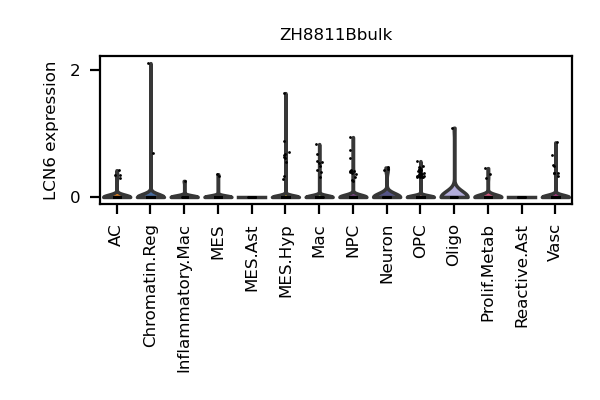 ZH8811Bbulk
LCN6 expression
2
0
AC
Chromatin.Reg
Inflammatory.Mac
MES
MES.Ast
MES.Hyp
Mac
NPC
Neuron
OPC
Oligo
Prolif.Metab
Reactive.Ast
Vasc